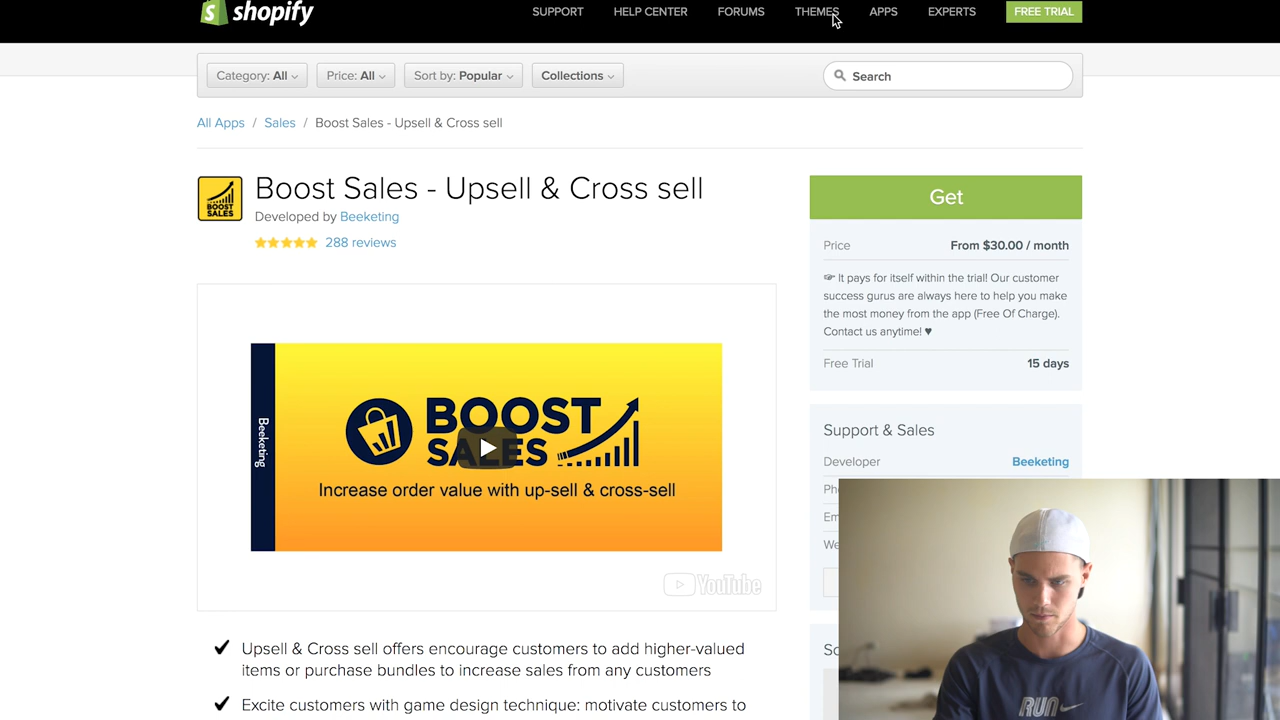 shopify
SUPPORT HELP CENTER FORUMS THEMES APPS EXPERTS FREE TRIAL
Category: All Price: All Sort by: Popular Collections Search
All Apps / Sales / Boost Sales - Upsell & Cross sell
BOOST SALES
Boost Sales - Upsell & Cross sell
Developed by Beeketing
288 reviews
Get
Price From $30.00 / month
☞ It pays for itself within the trial! Our customer
success gurus are always here to help you make
the most money from the app (Free Of Charge).
Contact us anytime! ♥
Free Trial 15 days
Beeketing
BOOST
SALES
Increase order value with up-sell & cross-sell
YouTube
Support & Sales
Developer Beeketing
Ph
Em
We
So
✔ Upsell & Cross sell offers encourage customers to add higher-valued
items or purchase bundles to increase sales from any customers
✔ Excite customers with game design technique: motivate customers to
RUN